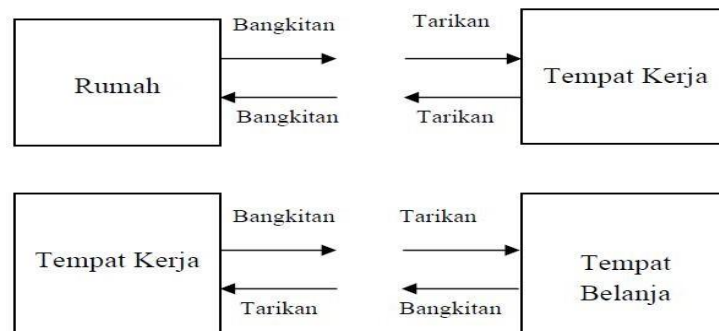 Bangkitan
Tarikan
Rumah
Tempat Kerja
Bangkitan
Tarikan
Bangkitan
Tarikan
Tempat Kerja
Tempat
Belanja
Tarikan
Bangkitan